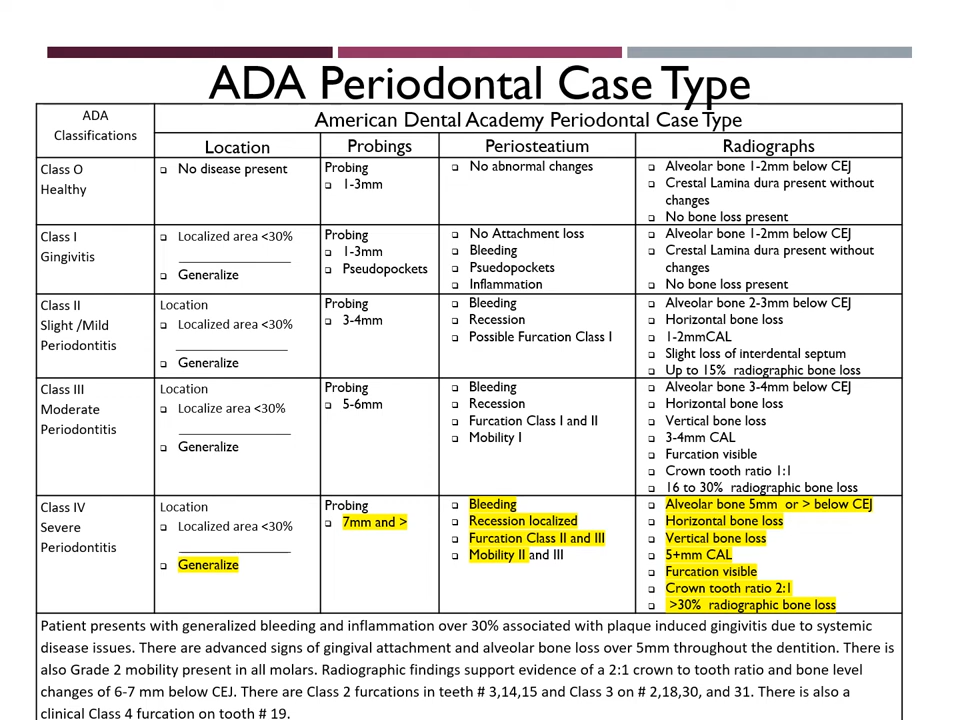 ADA Periodontal Case Type
ADA
Classifications
American Dental Academy Periodontal Case Type
Location
Probings
Periosteatium
Radiographs
Class O
Healthy
❑ No disease present
Probing
❑ 1-3mm
❑ No abnormal changes
❑ Alveolar bone 1-2mm below CEJ
❑ Crestal Lamina dura present without
changes
❑ No bone loss present
Class I
Gingivitis
❑ Localized area <30%
_______________
❑ Generalize
Probing
❑ 1-3mm
❑ Pseudopockets
❑ No Attachment loss
❑ Bleeding
❑ Psuedopockets
❑ Inflammation
❑ Alveolar bone 1-2mm below CEJ
❑ Crestal Lamina dura present without
changes
❑ No bone loss present
Class II
Slight /Mild
Periodontitis
Location
❑ Localized area <30%
_______________
❑ Generalize
Probing
❑ 3-4mm
❑ Bleeding
❑ Recession
❑ Possible Furcation Class I
❑ Alveolar bone 2-3mm below CEJ
❑ Horizontal bone loss
❑ 1-2mmCAL
❑ Slight loss of interdental septum
❑ Up to 15% radiographic bone loss
Class III
Moderate
Periodontitis
Location
❑ Localize area <30%
_______________
❑ Generalize
Probing
❑ 5-6mm
❑ Bleeding
❑ Recession
❑ Furcation Class I and II
❑ Mobility I
❑ Alveolar bone 3-4mm below CEJ
❑ Horizontal bone loss
❑ Vertical bone loss
❑ 3-4mm CAL
❑ Furcation visible
❑ Crown tooth ratio 1:1
❑ 16 to 30% radiographic bone loss
Class IV
Severe
Periodontitis
Location
❑ Localized area <30%
_______________
❑ Generalize
Probing
❑ 7mm and >
❑ Bleeding
❑ Recession localized
❑ Furcation Class II and III
❑ Mobility II and III
❑ Alveolar bone 5mm or > below CEJ
❑ Horizontal bone loss
❑ Vertical bone loss
❑ 5+mm CAL
❑ Furcation visible
❑ Crown tooth ratio 2:1
❑ >30% radiographic bone loss
Patient presents with generalized bleeding and inflammation over 30% associated with plaque induced gingivitis due to systemic
disease issues. There are advanced signs of gingival attachment and alveolar bone loss over 5mm throughout the dentition. There is
also Grade 2 mobility present in all molars. Radiographic findings support evidence of a 2:1 crown to tooth ratio and bone level
changes of 6-7 mm below CEJ. There are Class 2 furcations in teeth # 3,14,15 and Class 3 on # 2,18,30, and 31. There is also a
clinical Class 4 furcation on tooth # 19.